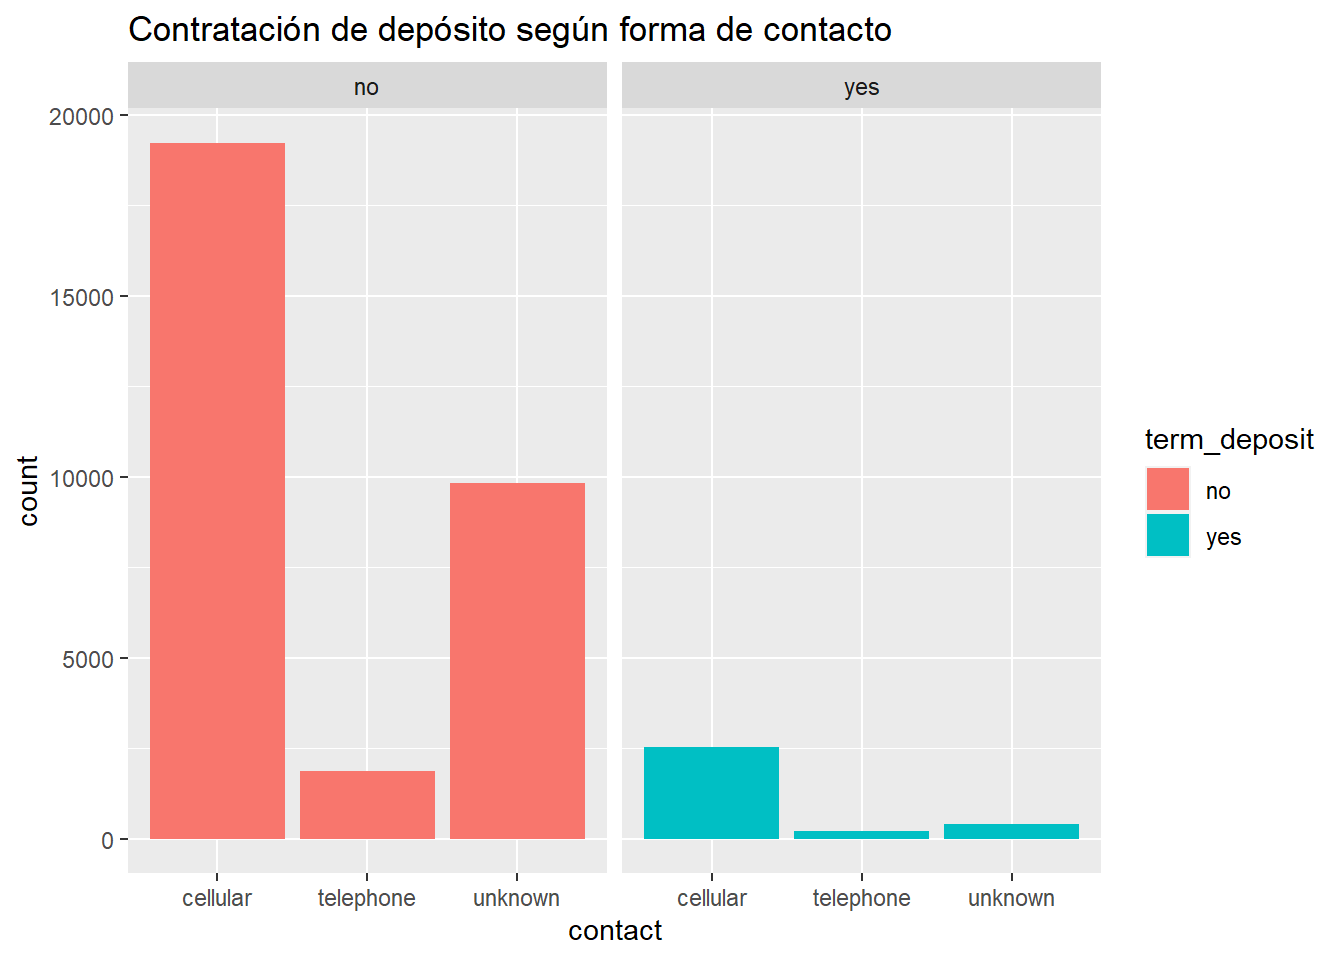 Contratación de depósito según forma de contacto
no
yes
20000
15000
10000
5000
0
count
cellular
telephone
unknown
cellular
telephone
unknown
contact
term_deposit
no
yes